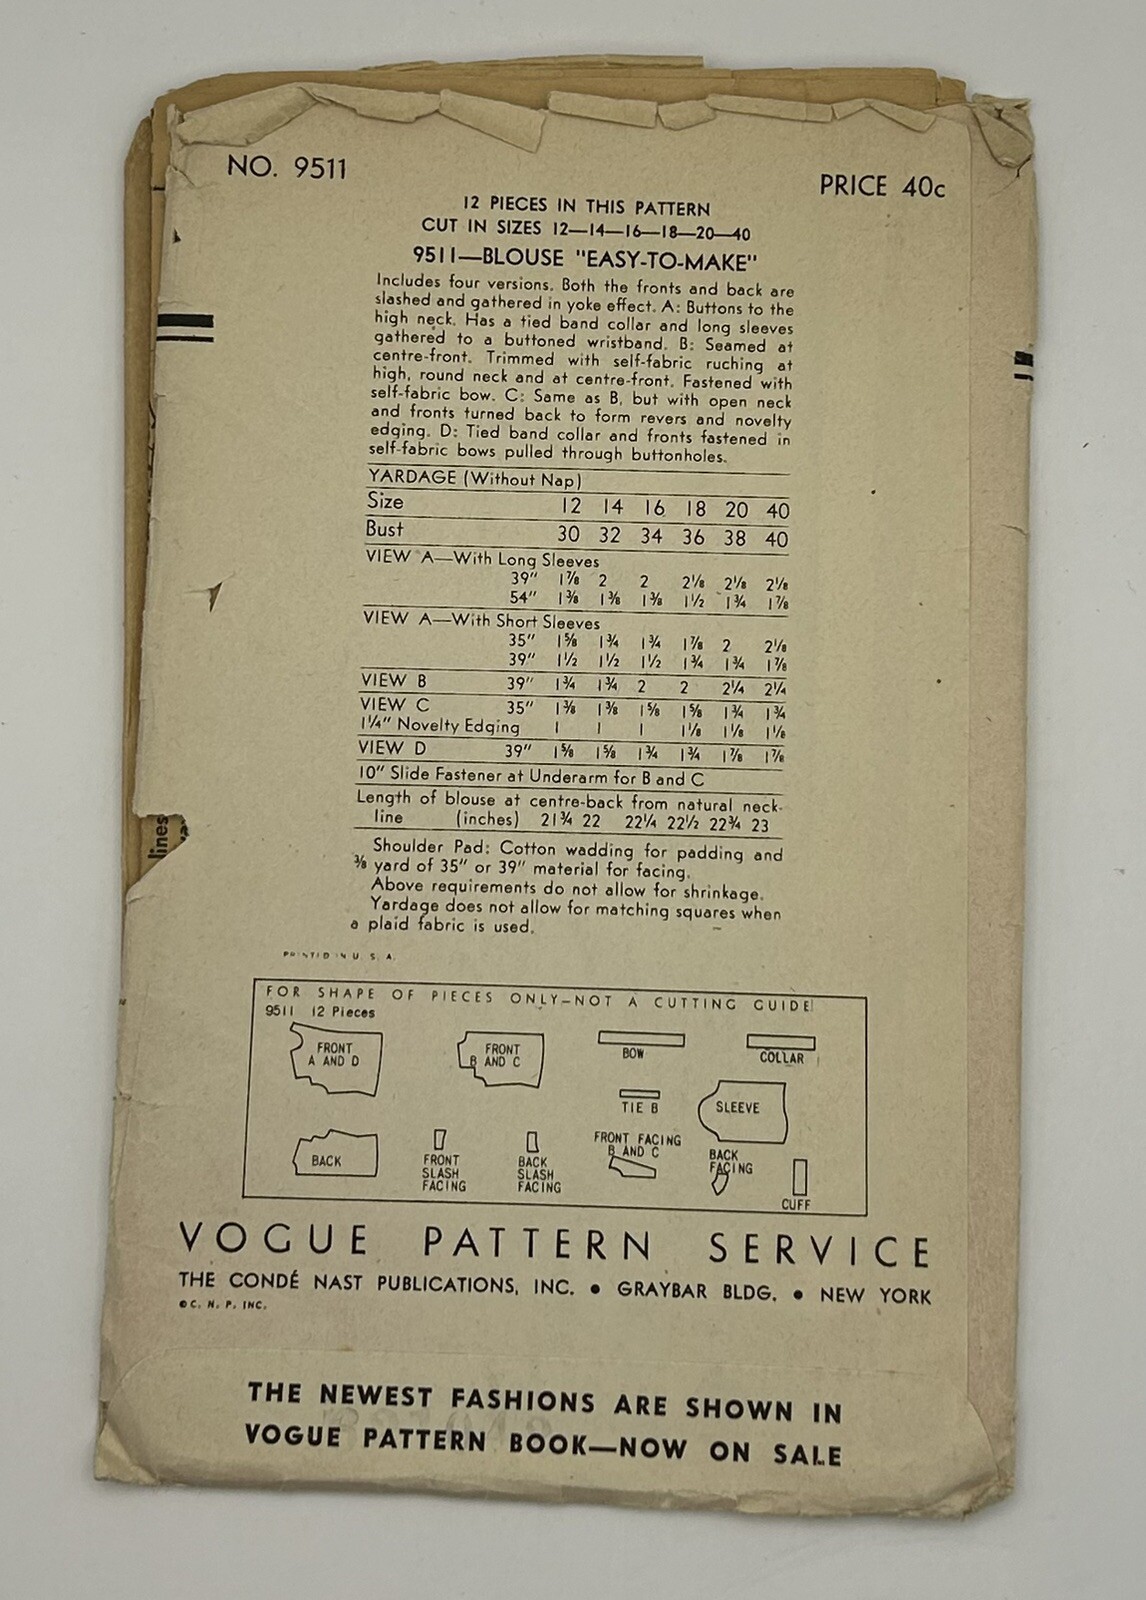 NO. 9511
PRICE 40c
12 PIECES IN THIS PATTERN
CUT IN SIZES 12—14—16—18—20—40
9511—BLOUSE "EASY-TO-MAKE"
Includes four versions. Both the fronts and back are
slashed and gathered in yoke effect. A: Buttons to the
high neck. Has a tied band collar and long sleeves
gathered to a buttoned wristband. B: Seamed at
centre-front. Trimmed with self-fabric ruching at
high, round neck and at centre-front. Fastened with
self-fabric bow. C: Same as B, but with open neck
and fronts turned back to form revers and novelty
edging. D: Tied band collar and fronts fastened in
self-fabric bows pulled through buttonholes.
YARDAGE (Without Nap)
Size 12 14 16 18 20 40
Bust 30 32 34 36 38 40
VIEW A—With Long Sleeves
39" 1⅞ 2 2 2⅛ 2⅛ 2⅛
54" 1⅜ 1⅜ 1⅜ 1½ 1¾ 1⅞
VIEW A—With Short Sleeves
35" 1⅝ 1¾ 1¾ 1⅞ 2 2⅛
39" 1½ 1½ 1½ 1¾ 1¾ 1⅞
VIEW B 39" 1¾ 1¾ 2 2 2¼ 2¼
VIEW C 35" 1⅜ 1⅜ 1⅝ 1⅝ 1¾ 1¾
1¼" Novelty Edging 1 1 1 1⅛ 1⅛ 1⅛
VIEW D 39" 1⅝ 1⅝ 1¾ 1¾ 1⅞ 1⅞
10" Slide Fastener at Underarm for B and C
Length of blouse at centre-back from natural neck-
line (inches) 21¾ 22 22¼ 22½ 22¾ 23
Shoulder Pad: Cotton wadding for padding and
⅜ yard of 35" or 39" material for facing.
Above requirements do not allow for shrinkage.
Yardage does not allow for matching squares when
a plaid fabric is used.
lines
PRINTED IN U. S. A.
FOR SHAPE OF PIECES ONLY—NOT A CUTTING GUIDE
9511 12 Pieces
FRONT
A AND D
FRONT
B AND C
BOW
COLLAR
TIE B
SLEEVE
BACK
FRONT
SLASH
FACING
BACK
SLASH
FACING
FRONT FACING
B AND C
BACK
FACING
CUFF
VOGUE PATTERN SERVICE
THE CONDÉ NAST PUBLICATIONS, INC. • GRAYBAR BLDG. • NEW YORK
© C. N. P. INC.
THE NEWEST FASHIONS ARE SHOWN IN
VOGUE PATTERN BOOK—NOW ON SALE